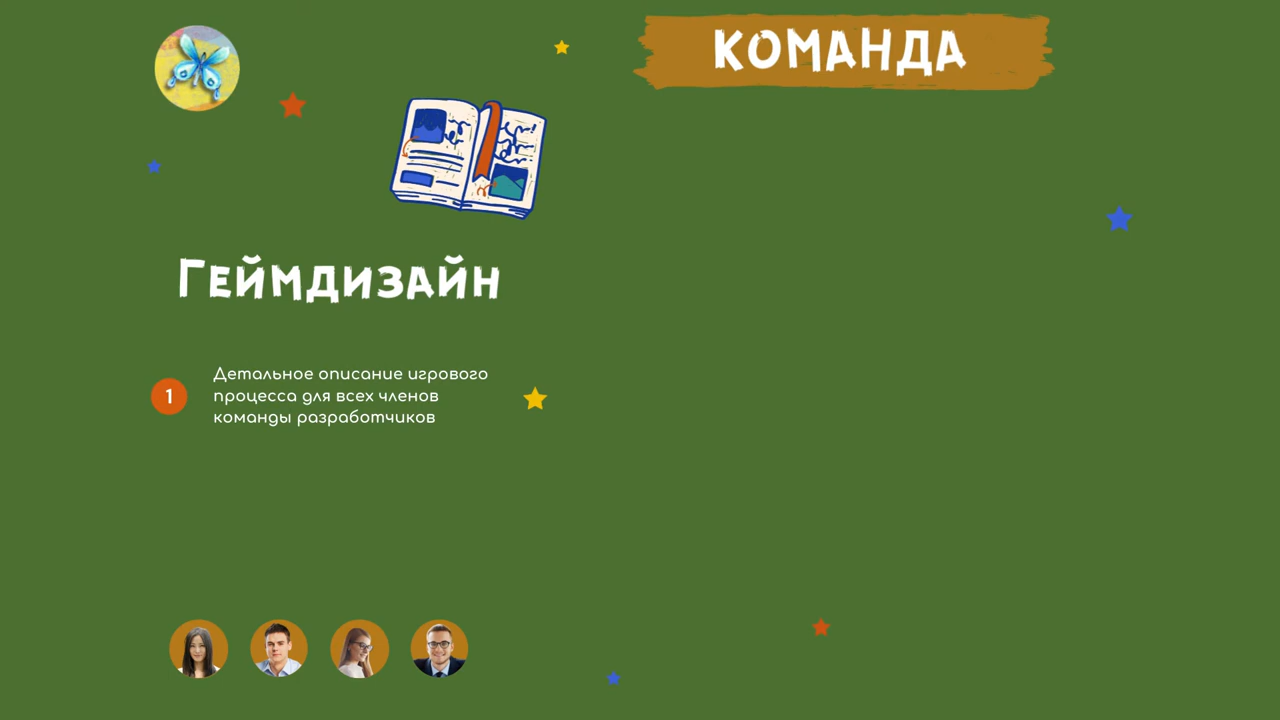 КОМАНДА
Геймдизайн
1
Детальное описание игрового
процесса для всех членов
команды разработчиков